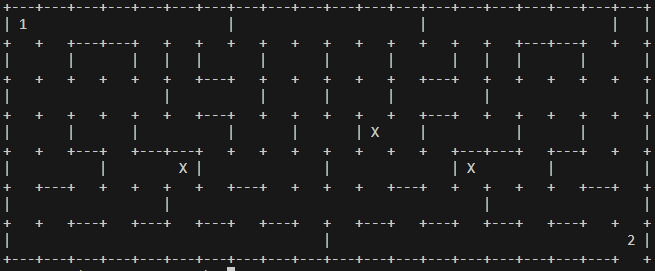 +---+---+---+---+---+---+---+---+---+---+---+---+---+---+---+---+---+---+---+---+
| 1                         |                       |                       |   |
+   +   +---+---+   +   +   +   +   +   +   +   +   +   +   +---+---+   +   +
|       |       |   |   |       |       |       |       |   |   |       |       |
+   +   +   +   +   +   +---+   +   +   +   +   +   +---+   +   +   +   +   +   +
|                   |           |       |       |           |                   |
+   +   +   +   +   +   +---+   +   +   +   +   +   +---+   +   +   +   +   +   +
|       |       |           |       |       | X     |           |       |       |
+   +   +---+   +---+---+   +   +   +   +   +   +   +   +---+---+   +---+   +   +
|           |         X |               |               | X         |           |
+   +---+   +   +   +   +   +---+   +   +   +   +---+   +   +   +   +   +---+   +
|                   |                                       |                   |
+   +---+   +---+   +---+   +---+   +   +   +   +---+   +---+   +---+   +---+   +
|                                       |                                     2 |
+---+---+---+---+---+---+---+---+---+---+---+---+---+---+---+---+---+---+---+   +